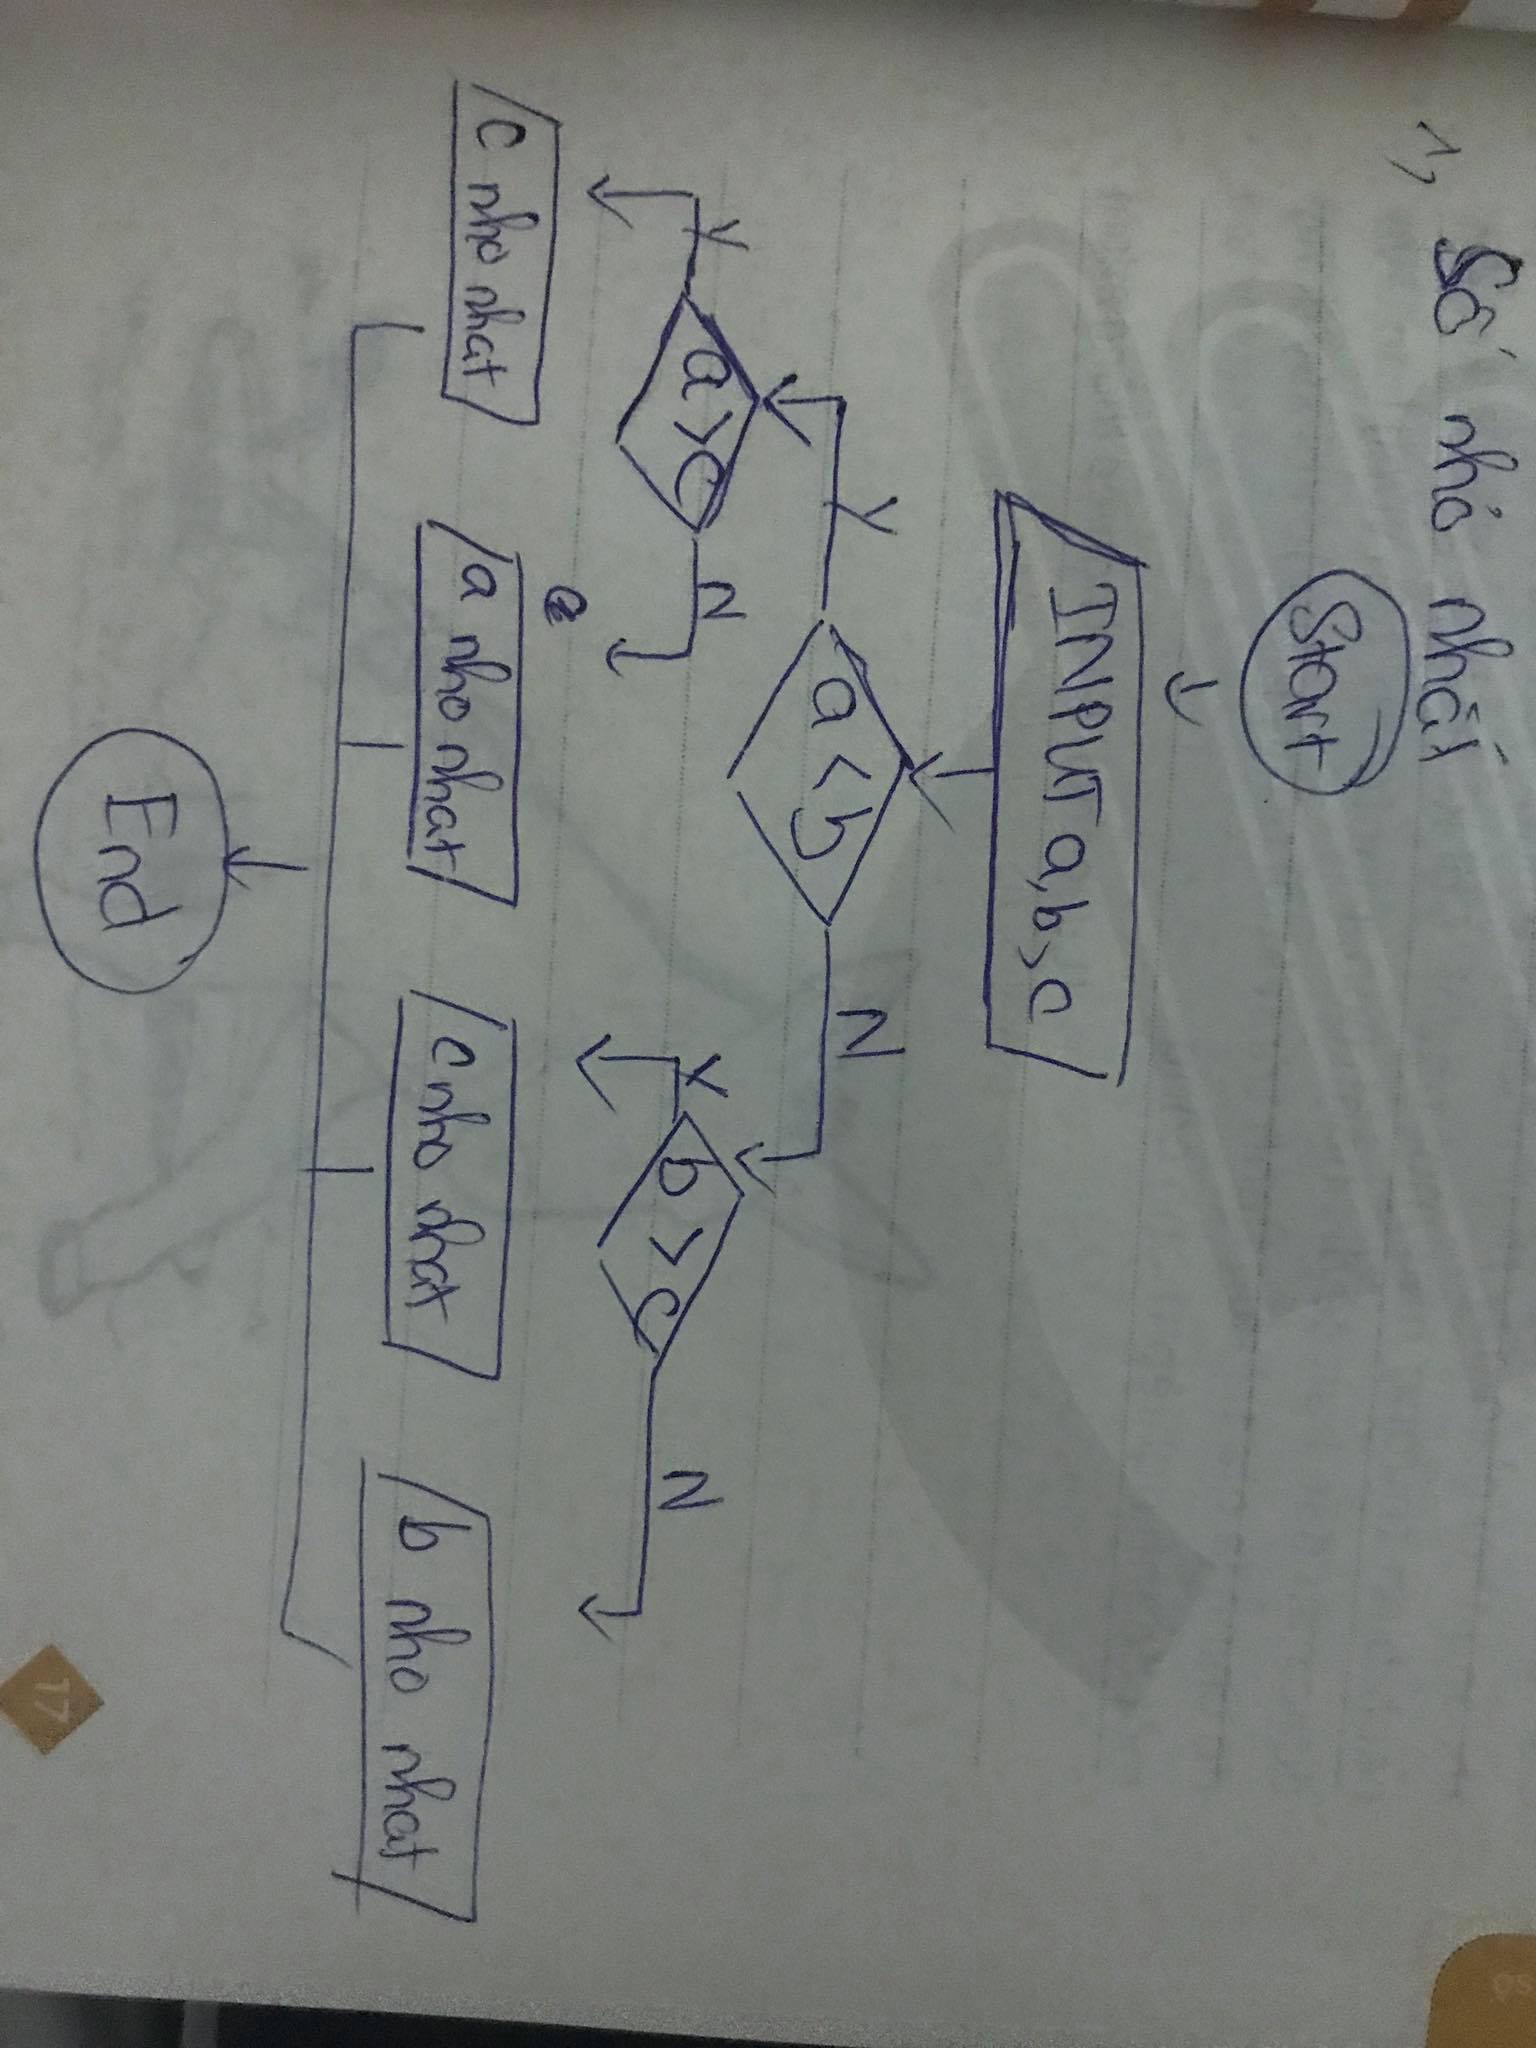 1, Số nhỏ nhất
Start
INPUT a, b, c
a < b
Y
N
a > c
Y
N
b > c
Y
N
c nho nhat
a nho nhat
c nho nhat
b nho nhat
End
17